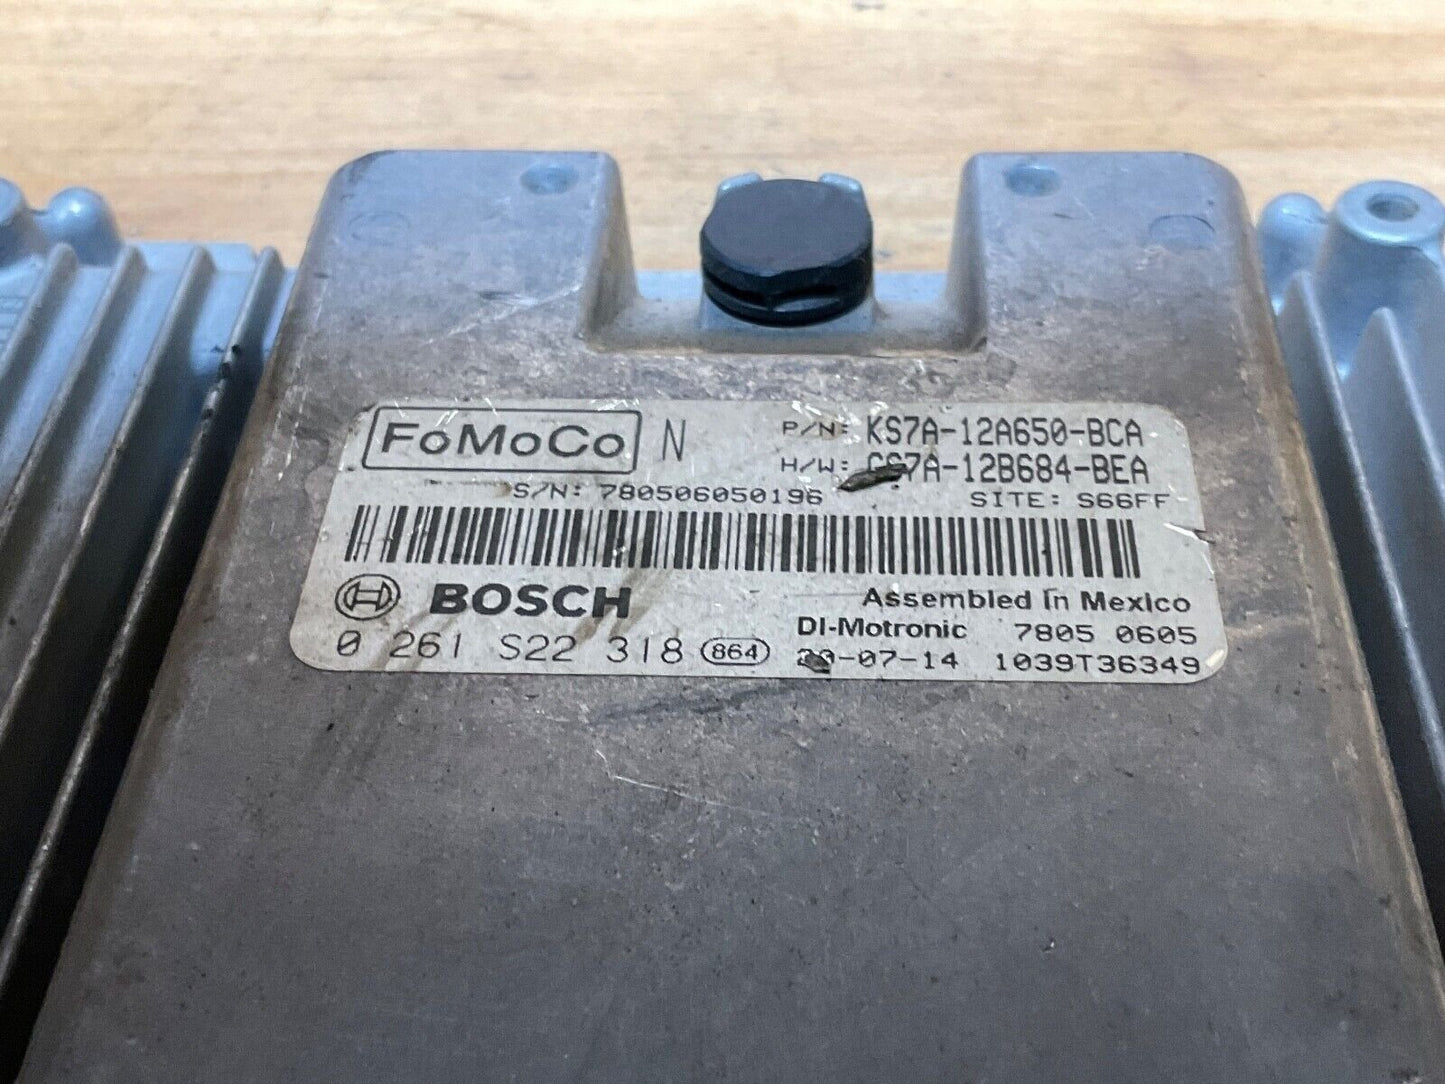 FoMoCo N P/N: KS7A-12A650-BCA
H/W: GS7A-12B684-BEA
S/N: 780506050196 SITE: S66FF
BOSCH Assembled in Mexico
DI-Motronic 7805 0605
0 261 S22 318 864 20-07-14 1039T36349